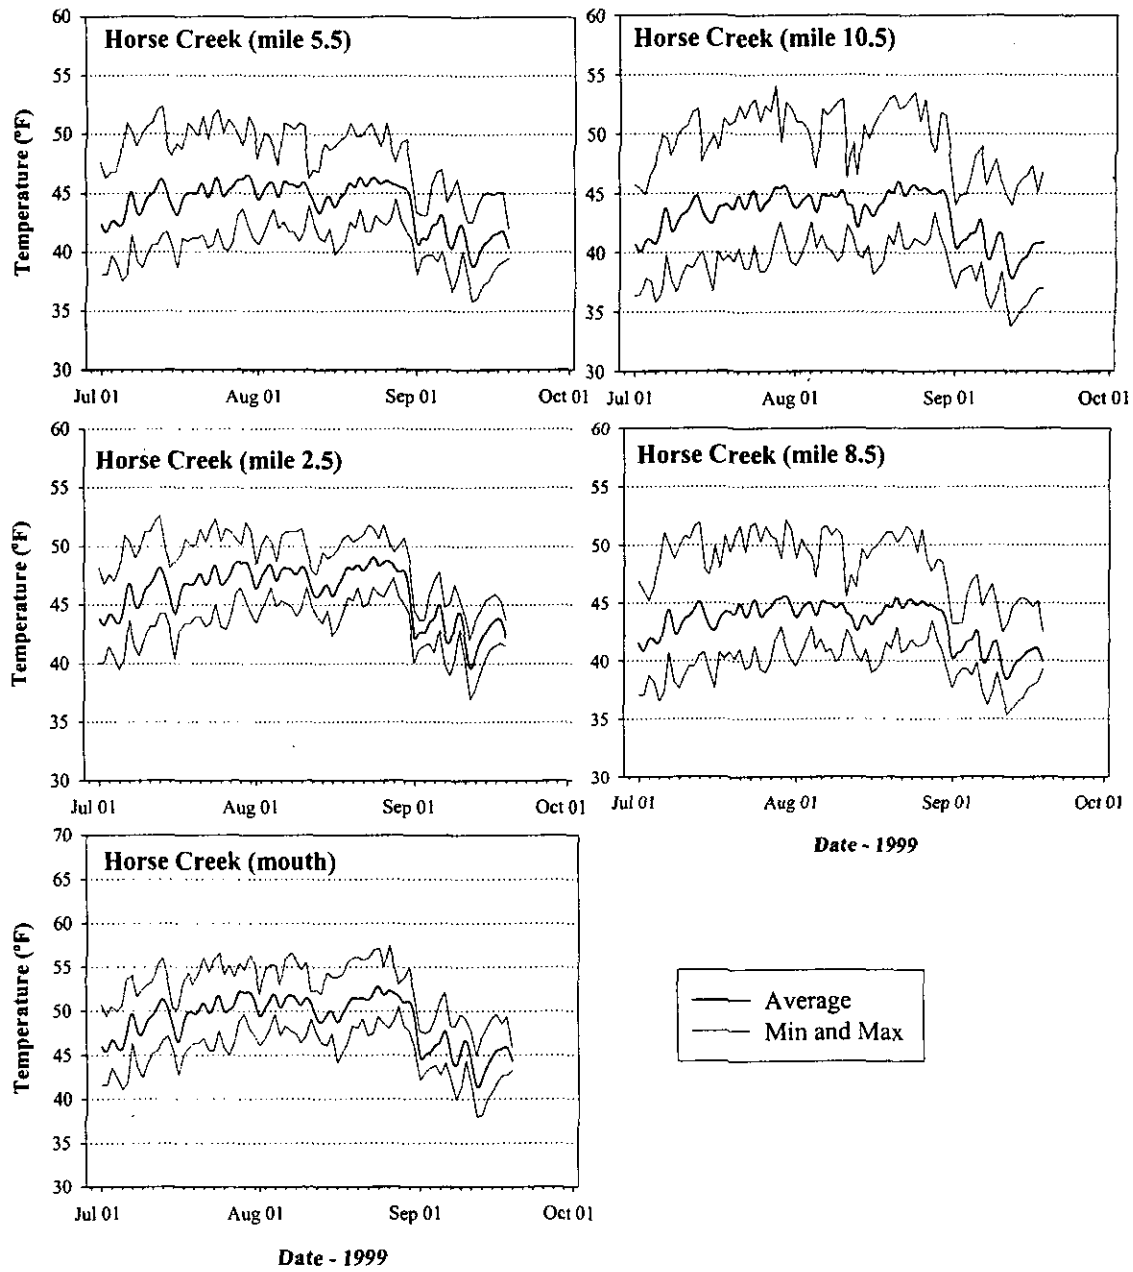 Horse Creek (mile 5.5)
Temperature (°F)
60
55
50
45
40
35
30
Jul 01 Aug 01 Sep 01 Oct 01
Horse Creek (mile 10.5)
60
55
50
45
40
35
30
Jul 01 Aug 01 Sep 01 Oct 01
Horse Creek (mile 2.5)
Temperature (°F)
60
55
50
45
40
35
30
Jul 01 Aug 01 Sep 01 Oct 01
Horse Creek (mile 8.5)
60
55
50
45
40
35
30
Jul 01 Aug 01 Sep 01 Oct 01
Date - 1999
Horse Creek (mouth)
Temperature (°F)
70
65
60
55
50
45
40
35
30
Jul 01 Aug 01 Sep 01 Oct 01
Date - 1999
Average
Min and Max